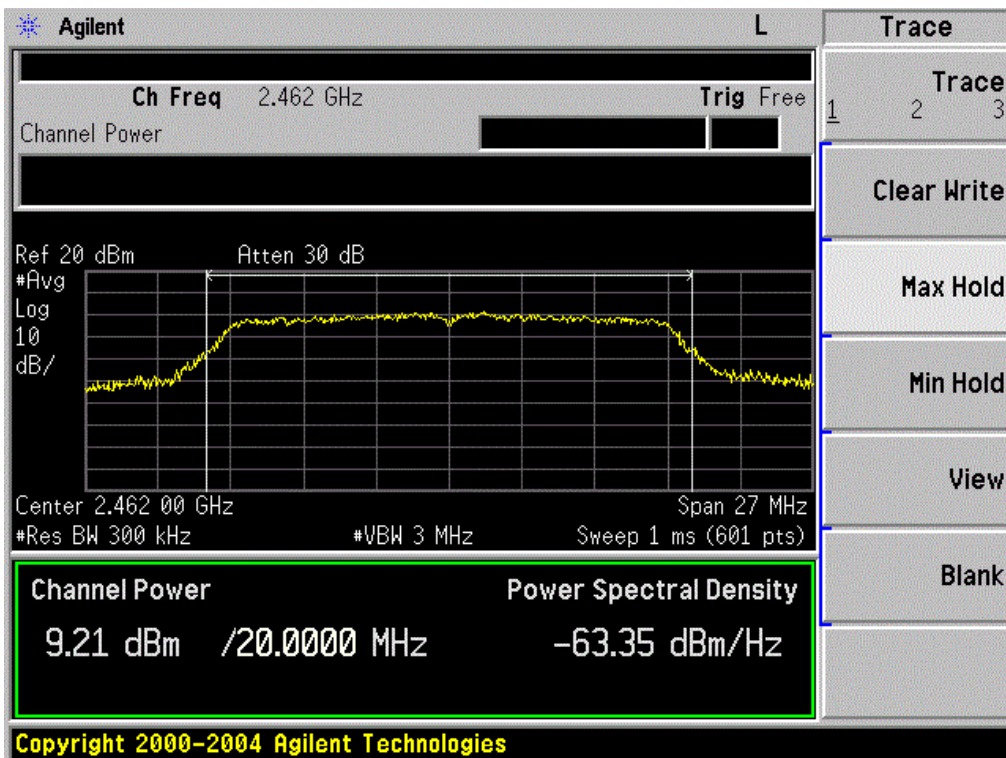 Agilent L
Ch Freq 2.462 GHz Trig Free
Channel Power
Ref 20 dBm Atten 30 dB
#Avg
Log
10
dB/
Center 2.462 00 GHz Span 27 MHz
#Res BW 300 kHz #VBW 3 MHz Sweep 1 ms (601 pts)
Channel Power Power Spectral Density
9.21 dBm /20.0000 MHz -63.35 dBm/Hz
Copyright 2000-2004 Agilent Technologies
Trace
Trace
1 2 3
Clear Write
Max Hold
Min Hold
View
Blank